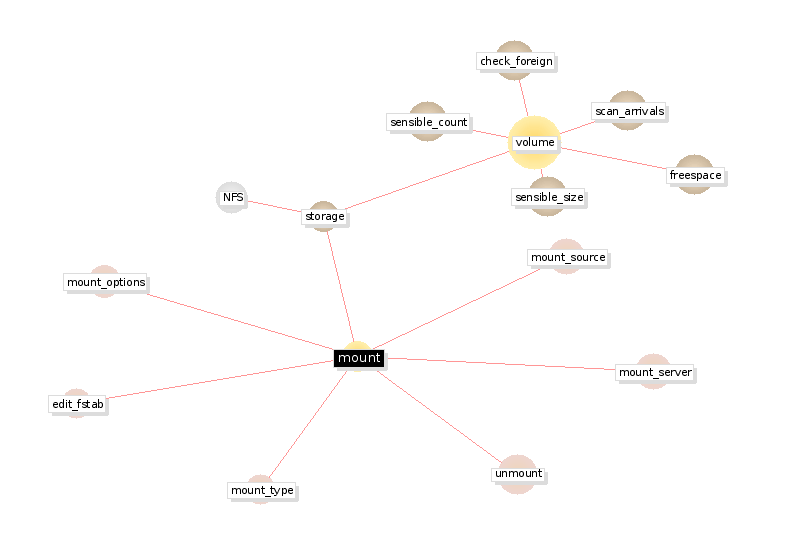 check_foreign
scan_arrivals
sensible_count
volume
freespace
NFS
sensible_size
storage
mount_source
mount_options
mount
mount_server
edit_fstab
unmount
mount_type